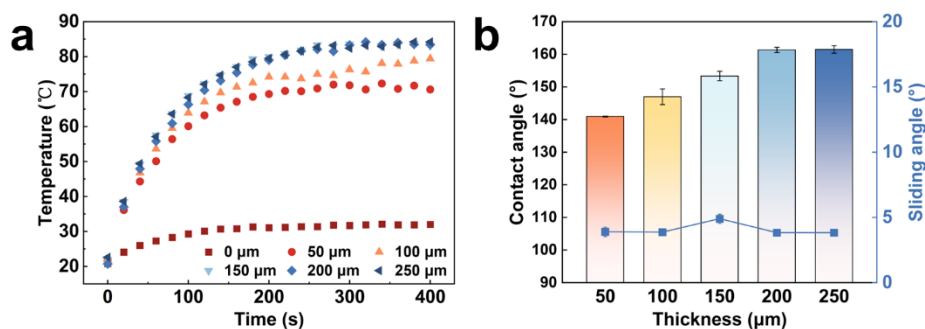 a
Temperature (℃)
90
80
70
60
50
40
30
20
0 μm 50 μm 100 μm
150 μm 200 μm 250 μm
0 100 200 300 400
Time (s)
b
Contact angle (°)
170
160
150
140
130
120
110
100
90
20
15
10
5
0
Sliding angle (°)
50 100 150 200 250
Thickness (μm)